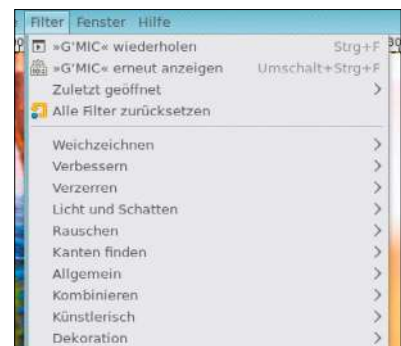 Filter Fenster Hilfe
»G'MIC« wiederholen Strg+F
»G'MIC« erneut anzeigen Umschalt+Strg+F
Zuletzt geöffnet
Alle Filter zurücksetzen
Weichzeichnen
Verbessern
Verzerren
Licht und Schatten
Rauschen
Kanten finden
Allgemein
Kombinieren
Künstlerisch
Dekoration